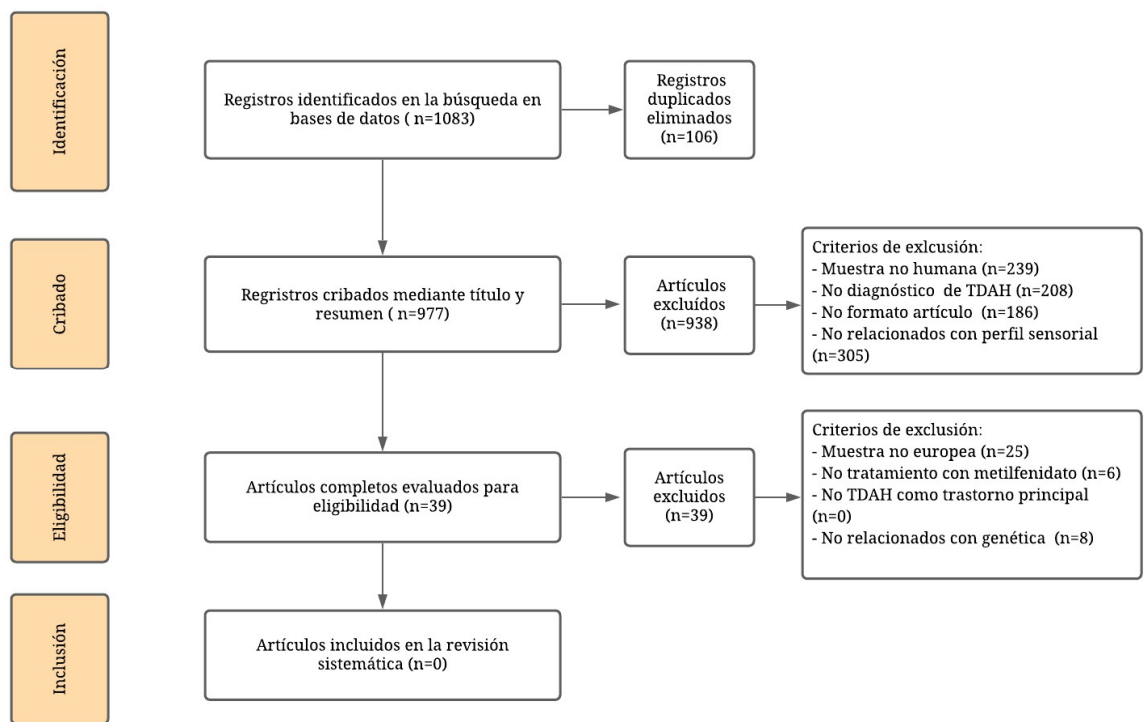 Identificación
Registros identificados en la búsqueda en
bases de datos ( n=1083)
Registros
duplicados
eliminados
(n=106)
Cribado
Regristros cribados mediante título y
resumen ( n=977)
Artículos
excluídos
(n=938)
Criterios de exlcusión:
- Muestra no humana (n=239)
- No diagnóstico de TDAH (n=208)
- No formato artículo (n=186)
- No relacionados con perfil sensorial
(n=305)
Eligibilidad
Artículos completos evaluados para
eligibilidad (n=39)
Artículos
excluidos
(n=39)
Criterios de exclusión:
- Muestra no europea (n=25)
- No tratamiento con metilfenidato (n=6)
- No TDAH como trastorno principal
(n=0)
- No relacionados con genética (n=8)
Inclusión
Artículos incluidos en la revisión
sistemática (n=0)